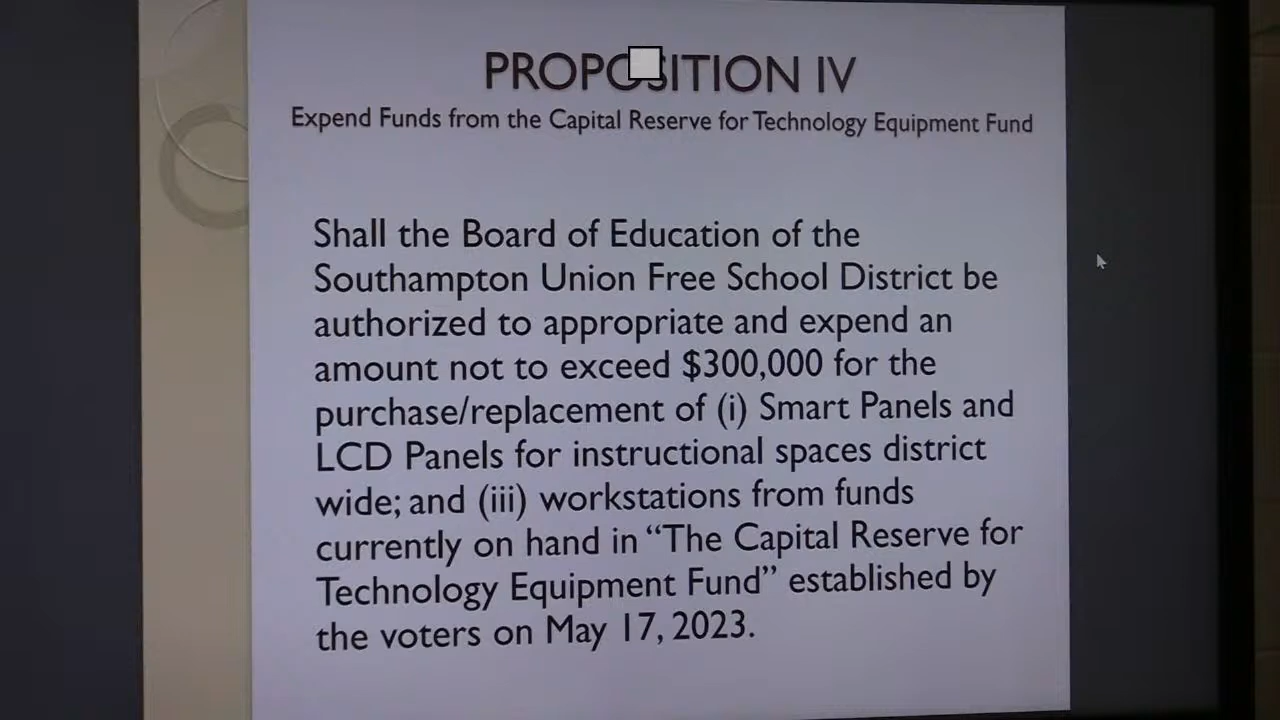 PROPOSITION IV
Expend Funds from the Capital Reserve for Technology Equipment Fund
Shall the Board of Education of the
Southampton Union Free School District be
authorized to appropriate and expend an
amount not to exceed $300,000 for the
purchase/replacement of (i) Smart Panels and
LCD Panels for instructional spaces district
wide; and (iii) workstations from funds
currently on hand in “The Capital Reserve for
Technology Equipment Fund” established by
the voters on May 17, 2023.